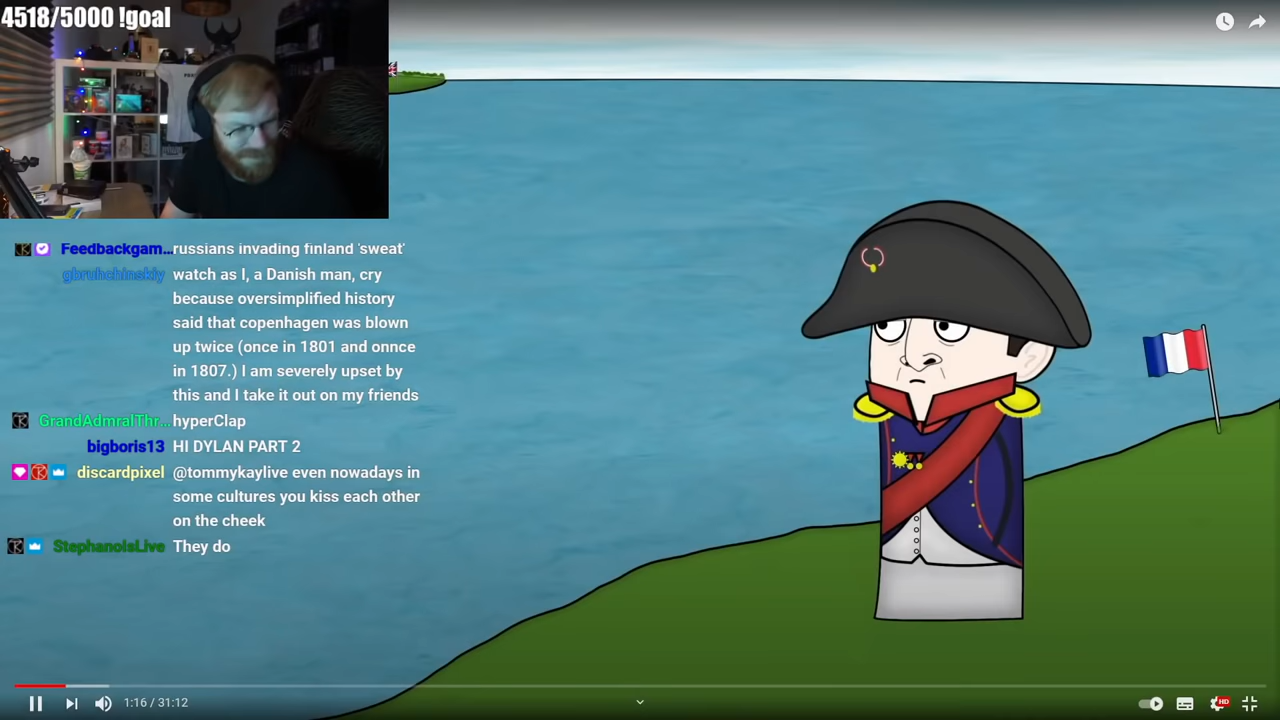 4518/5000 !goal
Feedbackgam... russians invading finland 'sweat'
gbruhchinskiy watch as I, a Danish man, cry
because oversimplified history
said that copenhagen was blown
up twice (once in 1801 and onnce
in 1807.) I am severely upset by
this and I take it out on my friends
GrandAdmralThr... hyperClap
bigboris13 HI DYLAN PART 2
discardpixel @tommykaylive even nowadays in
some cultures you kiss each other
on the cheek
StephanoisLive They do
1:16 / 31:12
HD